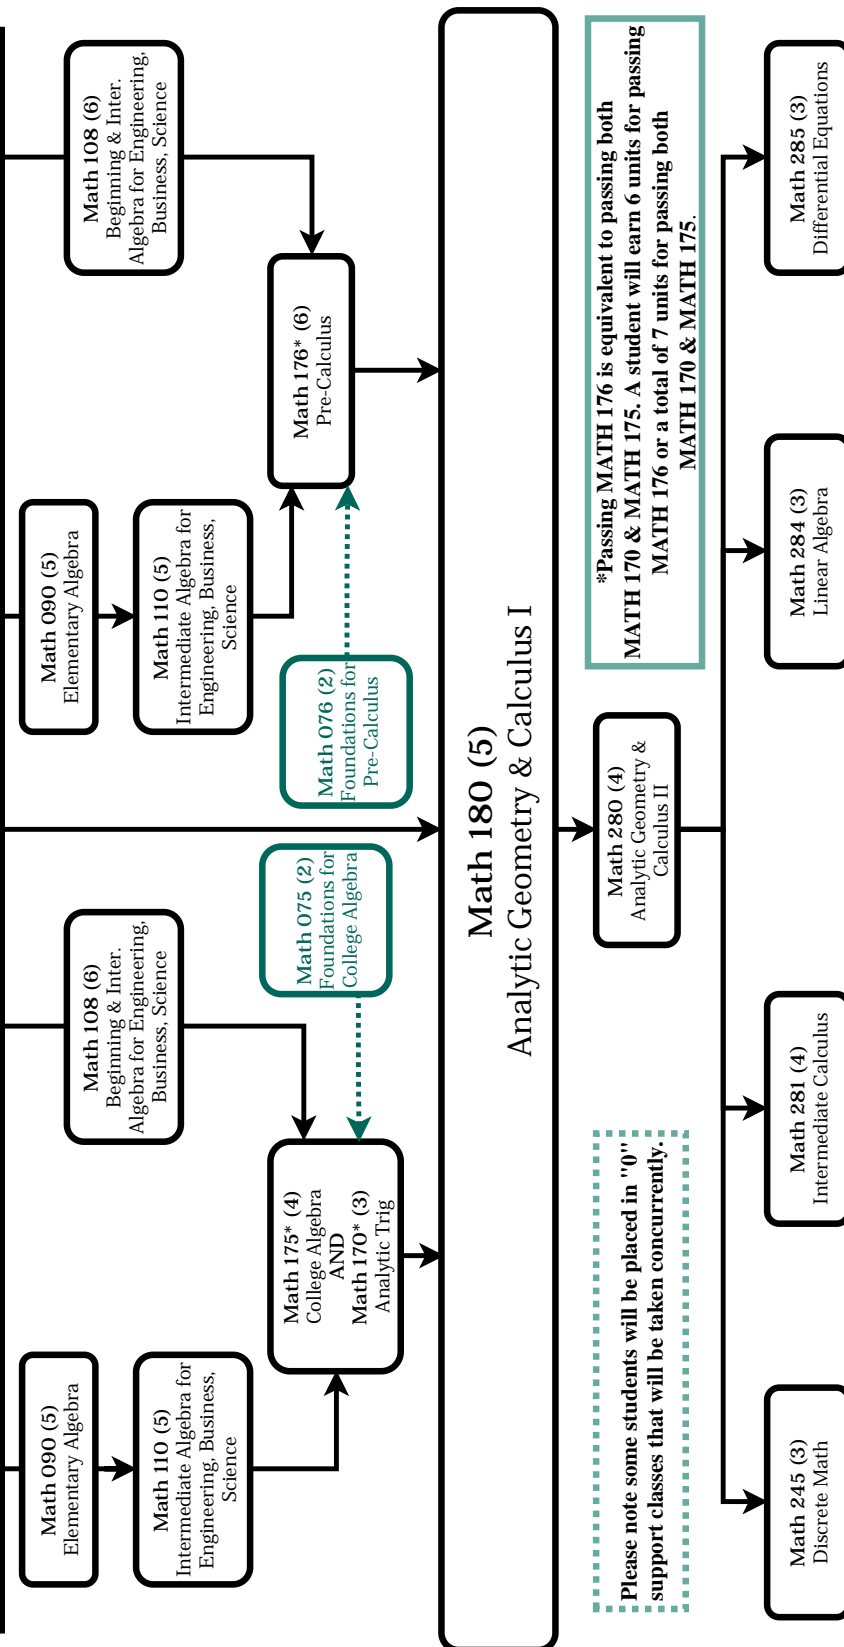 Math 090 (5)
Elementary Algebra
Math 110 (5)
Intermediate Algebra for
Engineering, Business,
Science
Math 108 (6)
Beginning & Inter.
Algebra for Engineering,
Business, Science
Math 090 (5)
Elementary Algebra
Math 110 (5)
Intermediate Algebra for
Engineering, Business,
Science
Math 108 (6)
Beginning & Inter.
Algebra for Engineering,
Business, Science
Math 175* (4)
College Algebra
AND
Math 170* (3)
Analytic Trig
Math 075 (2)
Foundations for
College Algebra
Math 076 (2)
Foundations for
Pre-Calculus
Math 176* (6)
Pre-Calculus
Math 180 (5)
Analytic Geometry & Calculus I
Please note some students will be placed in "0"
support classes that will be taken concurrently.
Math 280 (4)
Analytic Geometry &
Calculus II
*Passing MATH 176 is equivalent to passing both
MATH 170 & MATH 175. A student will earn 6 units for passing
MATH 176 or a total of 7 units for passing both
MATH 170 & MATH 175.
Math 245 (3)
Discrete Math
Math 281 (4)
Intermediate Calculus
Math 284 (3)
Linear Algebra
Math 285 (3)
Differential Equations